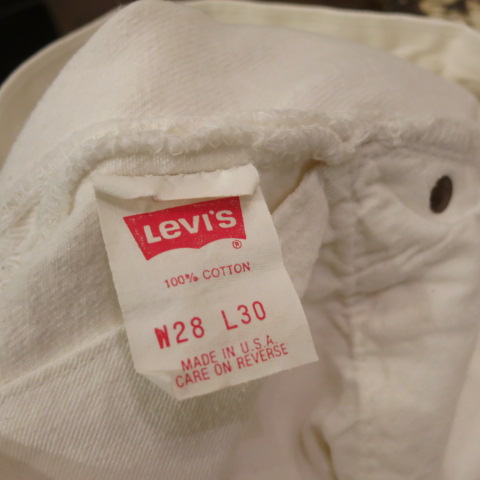 Levi's ®
100% COTTON
W28 L30
MADE IN U.S.A.
CARE ON REVERSE